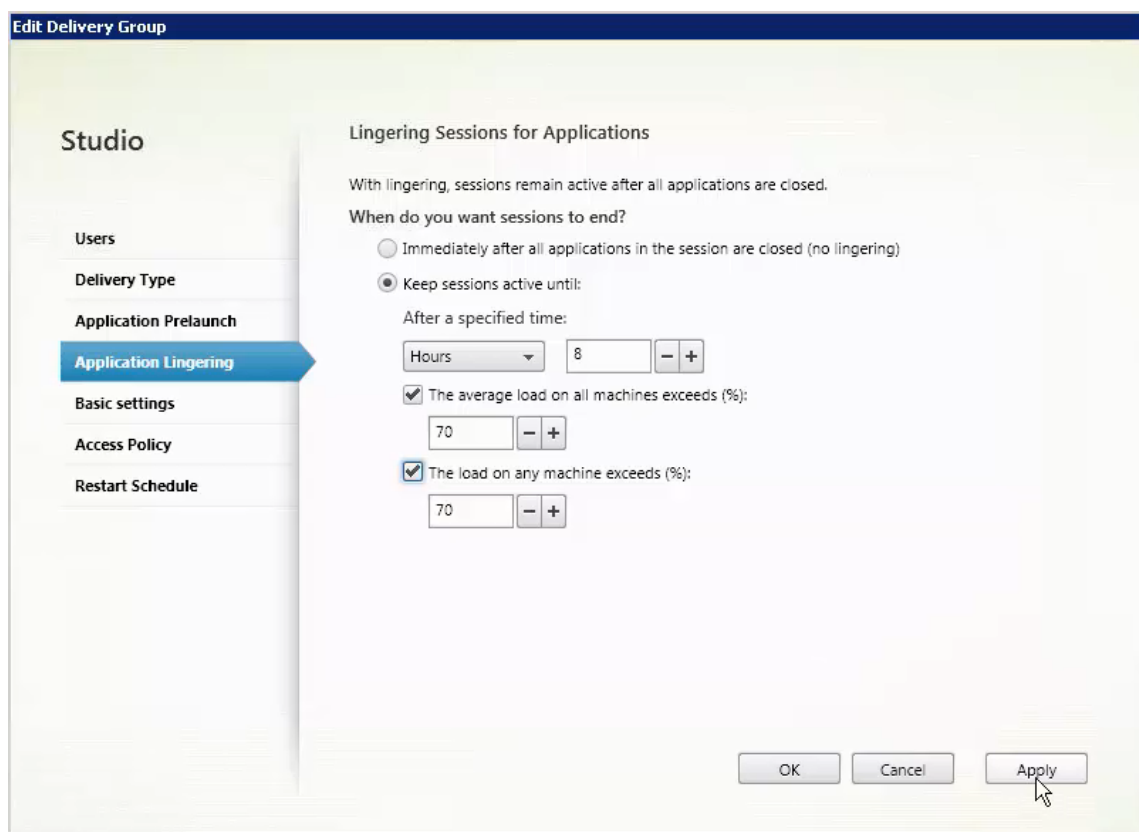 Edit Delivery Group
Studio
Users
Delivery Type
Application Prelaunch
Application Lingering
Basic settings
Access Policy
Restart Schedule
Lingering Sessions for Applications
With lingering, sessions remain active after all applications are closed.
When do you want sessions to end?
Immediately after all applications in the session are closed (no lingering)
Keep sessions active until:
After a specified time:
Hours 8 − +
The average load on all machines exceeds (%):
70 − +
The load on any machine exceeds (%):
70 − +
OK Cancel Apply